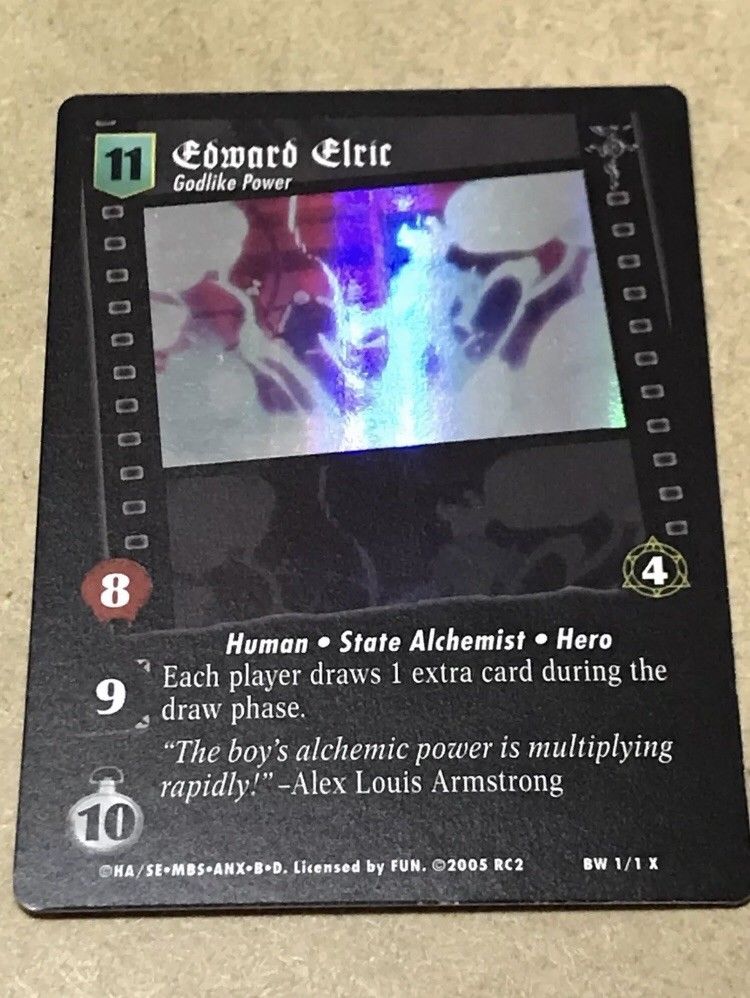 11 Edward Elric
Godlike Power
8
4
Human • State Alchemist • Hero
9
Each player draws 1 extra card during the
draw phase.
“The boy’s alchemic power is multiplying
rapidly!” –Alex Louis Armstrong
10
©HA/SE•MBS•ANX•B•D. Licensed by FUN. ©2005 RC2 BW 1/1 X